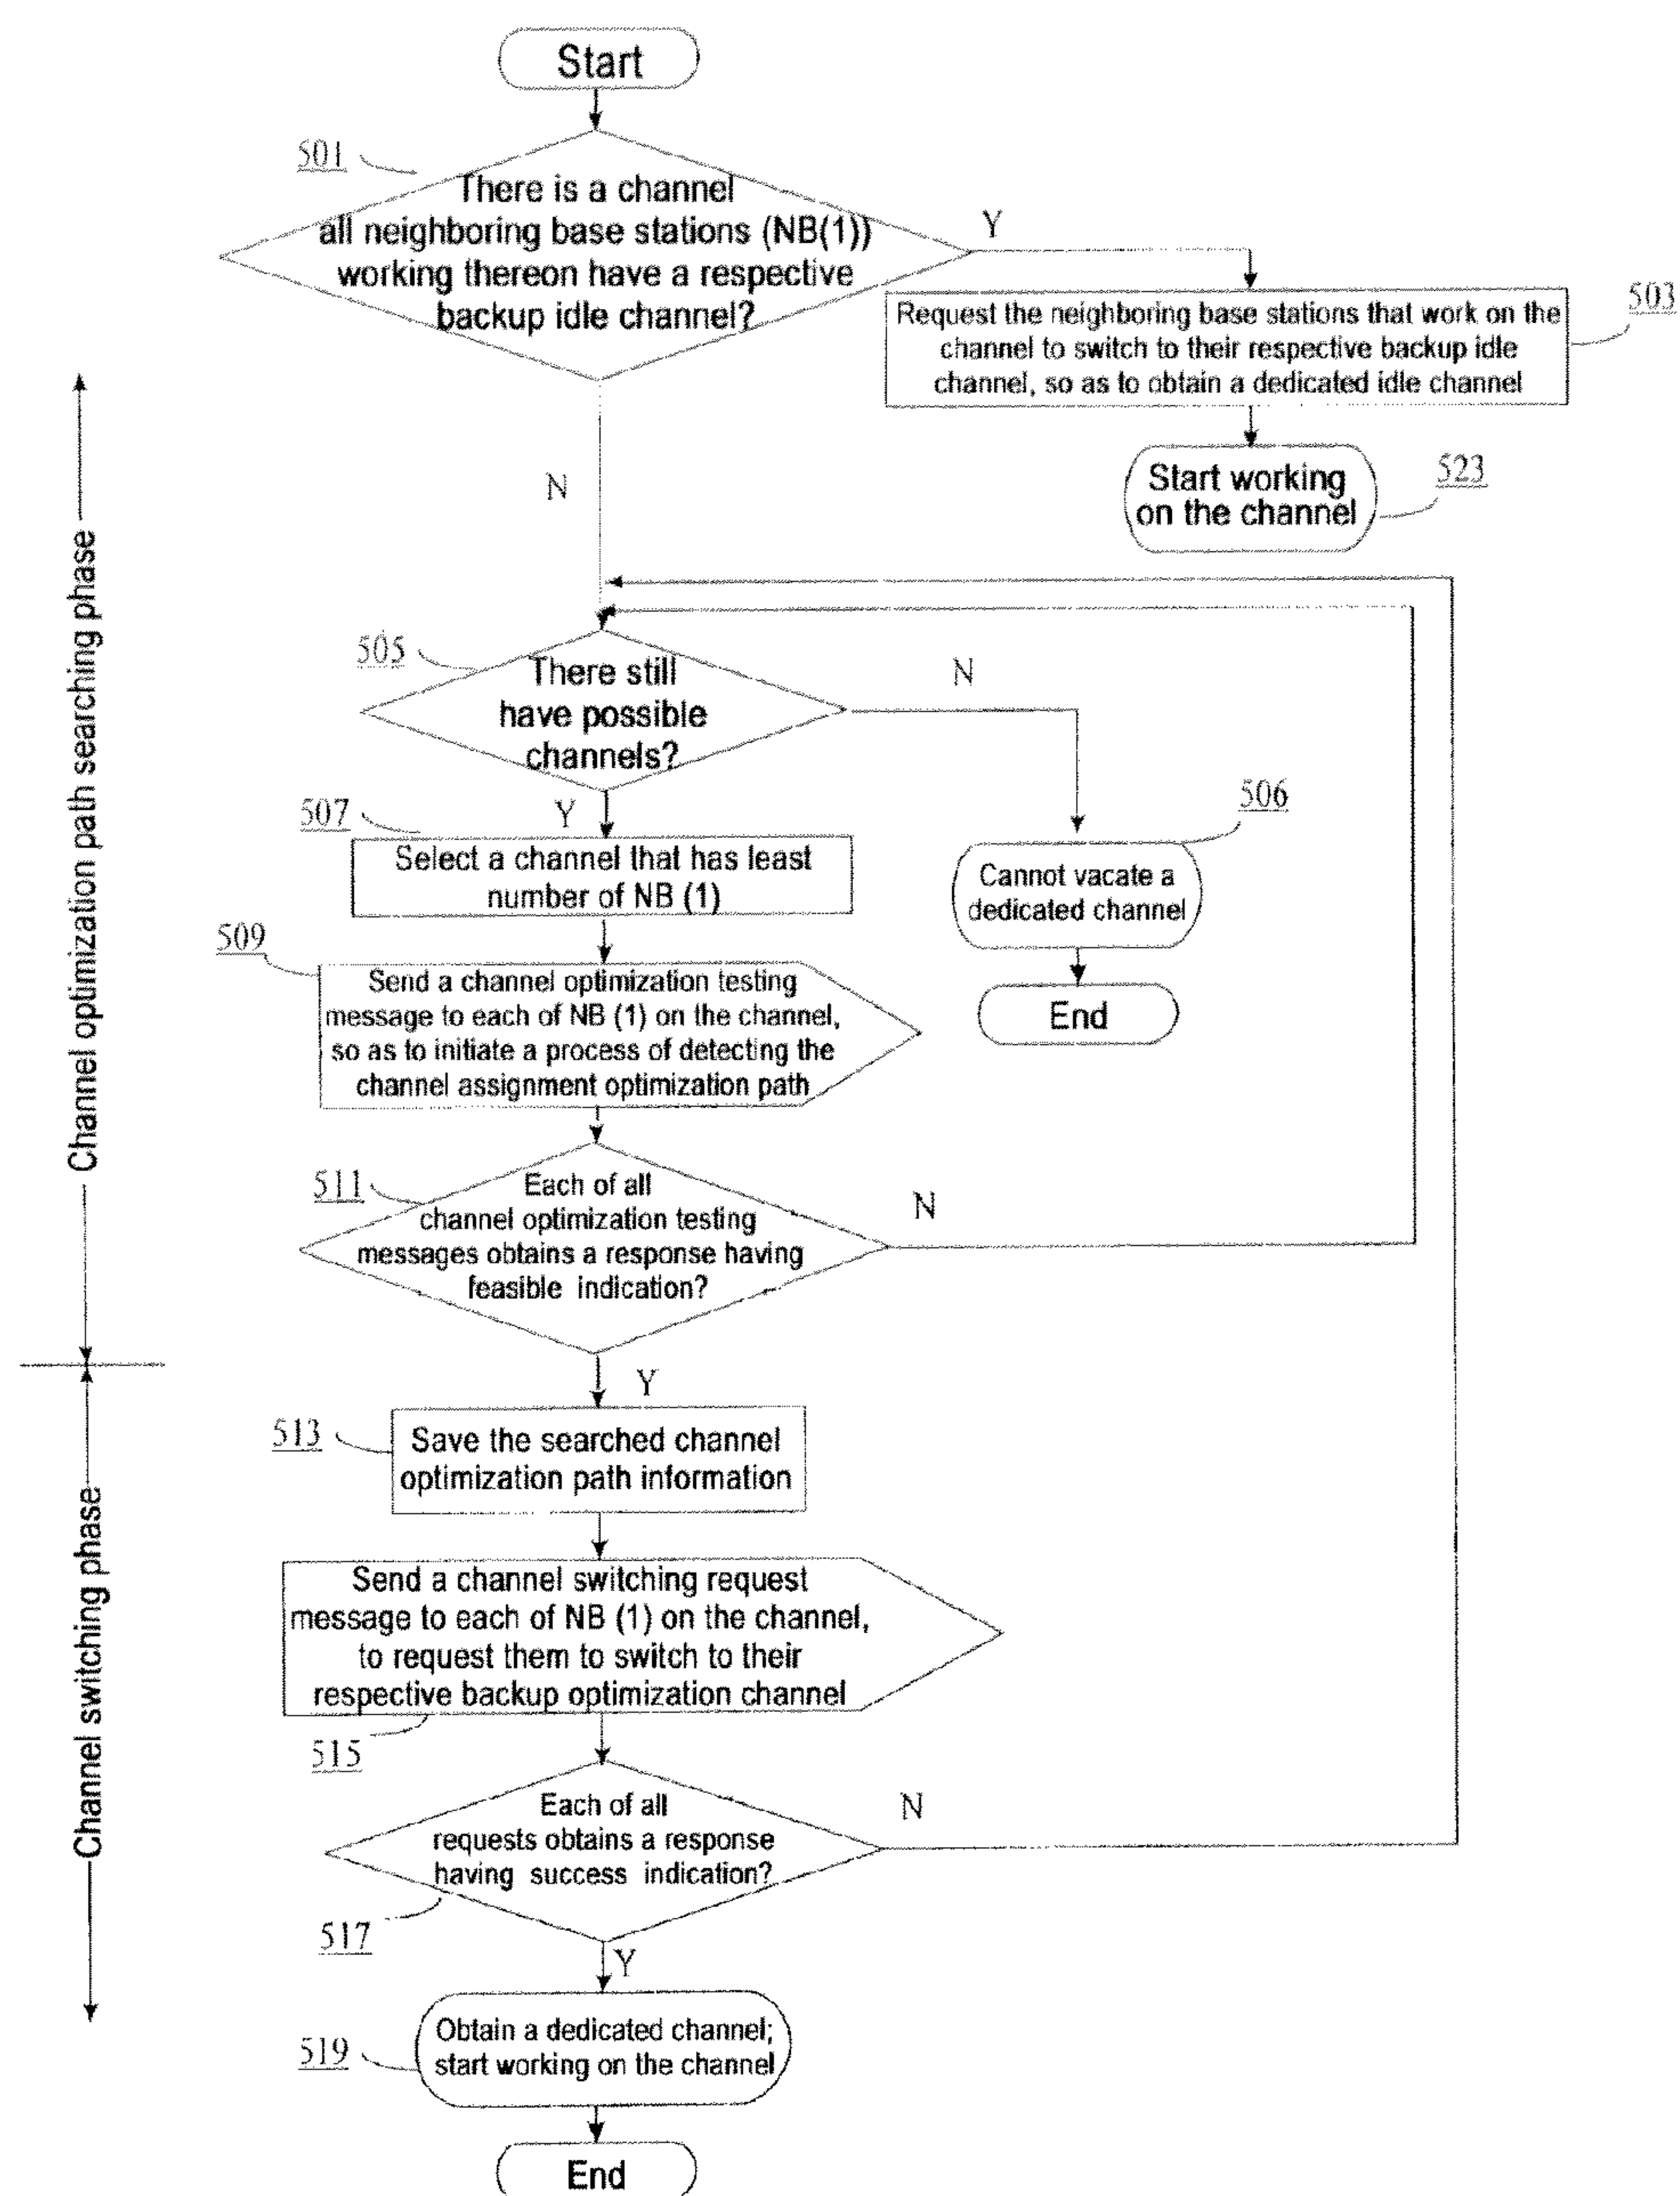 Start
501
There is a channel
all neighboring base stations (NB(1))
working thereon have a respective
backup idle channel?
Y
503
Request the neighboring base stations that work on the
channel to switch to their respective backup idle
channel, so as to obtain a dedicated idle channel
Start working
on the channel
523
N
505
There still
have possible
channels?
N
506
Cannot vacate a
dedicated channel
End
Y
507
Select a channel that has least
number of NB (1)
509
Send a channel optimization testing
message to each of NB (1) on the channel,
so as to initiate a process of detecting the
channel assignment optimization path
511
Each of all
channel optimization testing
messages obtains a response having
feasible indication?
N
Y
513
Save the searched channel
optimization path information
Send a channel switching request
message to each of NB (1) on the channel,
to request them to switch to their
respective backup optimization channel
515
Each of all
requests obtains a response
having success indication?
N
517
Y
519
Obtain a dedicated channel;
start working on the channel
End
Channel optimization path searching phase
Channel switching phase